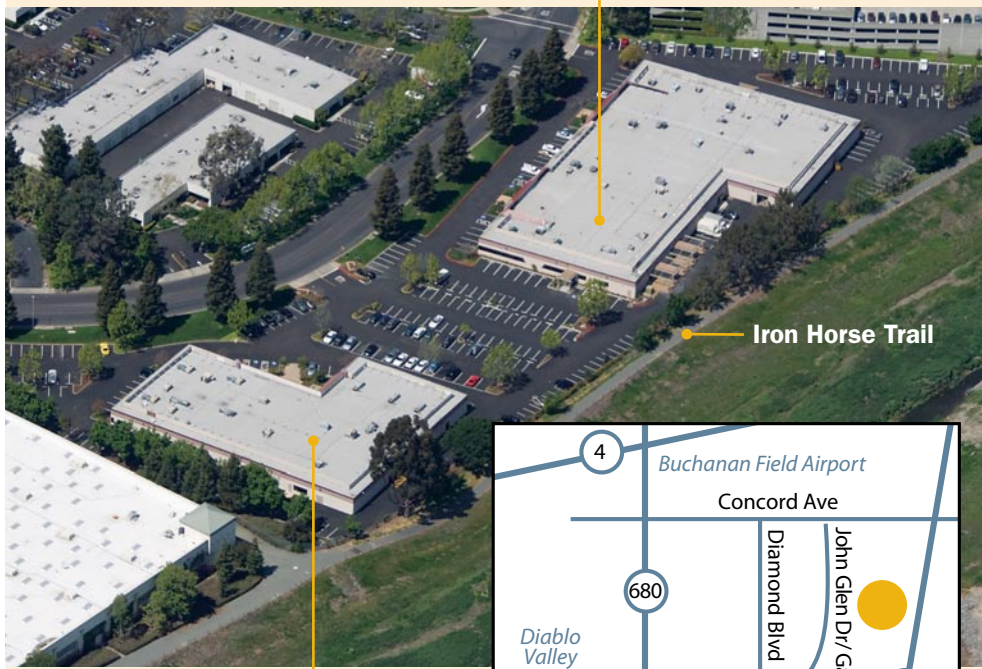 Iron Horse Trail
4
Buchanan Field Airport
Concord Ave
Diamond Blvd
John Glen Dr/
680
Diablo
Valley